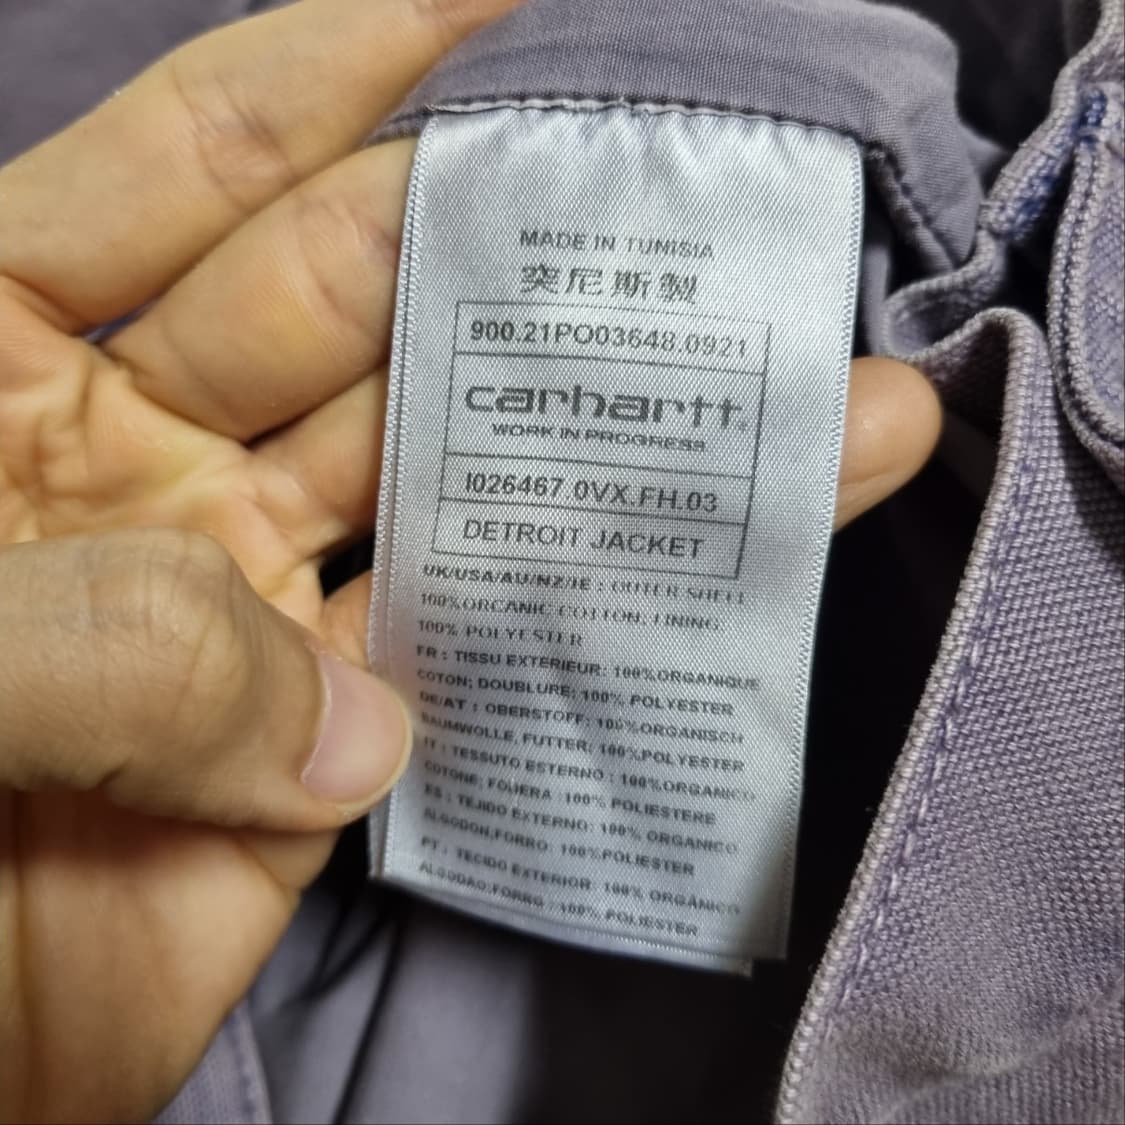 MADE IN TUNISIA
突尼斯製
900.21PO03648.0921
carhartt.
WORK IN PROGRESS
I026467 0VX.FH.03
DETROIT JACKET
UK/USA/AU/NZ/IE : OUTER SHELL
100%ORGANIC COTTON, LINING:
100% POLYESTER
FR : TISSU EXTERIEUR: 100%ORGANIQUE
COTON; DOUBLURE; 100% POLYESTER
DE/AT : OBERSTOFF: 100%ORGANISCH
BAUMWOLLE, FUTTER: 100%POLYESTER
IT : TESSUTO ESTERNO : 100%ORGANICO
COTONE; FODERA :100% POLIESTERE
ES : TEJIDO EXTERNO: 100% ORGANICO
ALGODON,FORRO: 100%POLIESTER
PT : TECIDO EXTERIOR: 100% ORGÂNICO
ALGODAO;FORRO : 100% POLIESTER